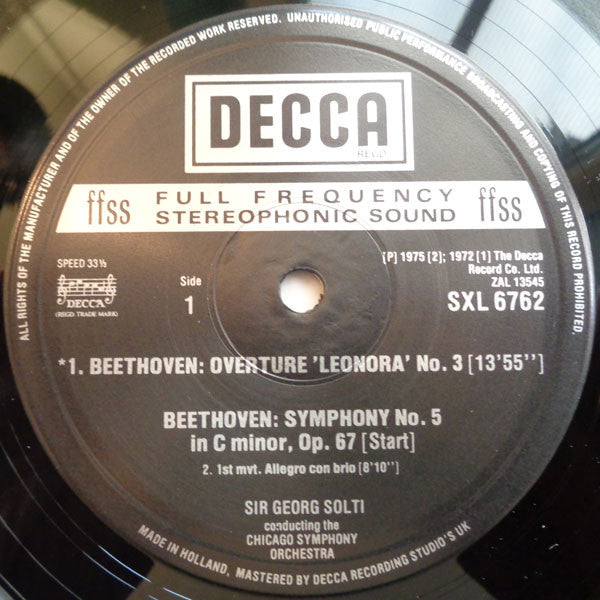 ALL RIGHTS OF THE MANUFACTURER AND OF THE OWNER OF THE RECORDED WORK RESERVED. UNAUTHORISED PUBLIC PERFORMANCE BROADCASTING AND COPYING OF THIS RECORD PROHIBITED.
DECCA
REGD
ffss FULL FREQUENCY STEREOPHONIC SOUND ffss
SPEED 33⅓
DECCA
(REGD. TRADE MARK)
Side
1
[P] 1975 [2]; 1972 [1] The Decca
Record Co. Ltd.
ZAL 13545
SXL 6762
*1. BEETHOVEN: OVERTURE 'LEONORA' No. 3 [13'55'']
BEETHOVEN: SYMPHONY No. 5
in C minor, Op. 67 [Start]
2. 1st mvt. Allegro con brio [8'10'']
SIR GEORG SOLTI
conducting the
CHICAGO SYMPHONY
ORCHESTRA
MADE IN HOLLAND, MASTERED BY DECCA RECORDING STUDIO'S UK